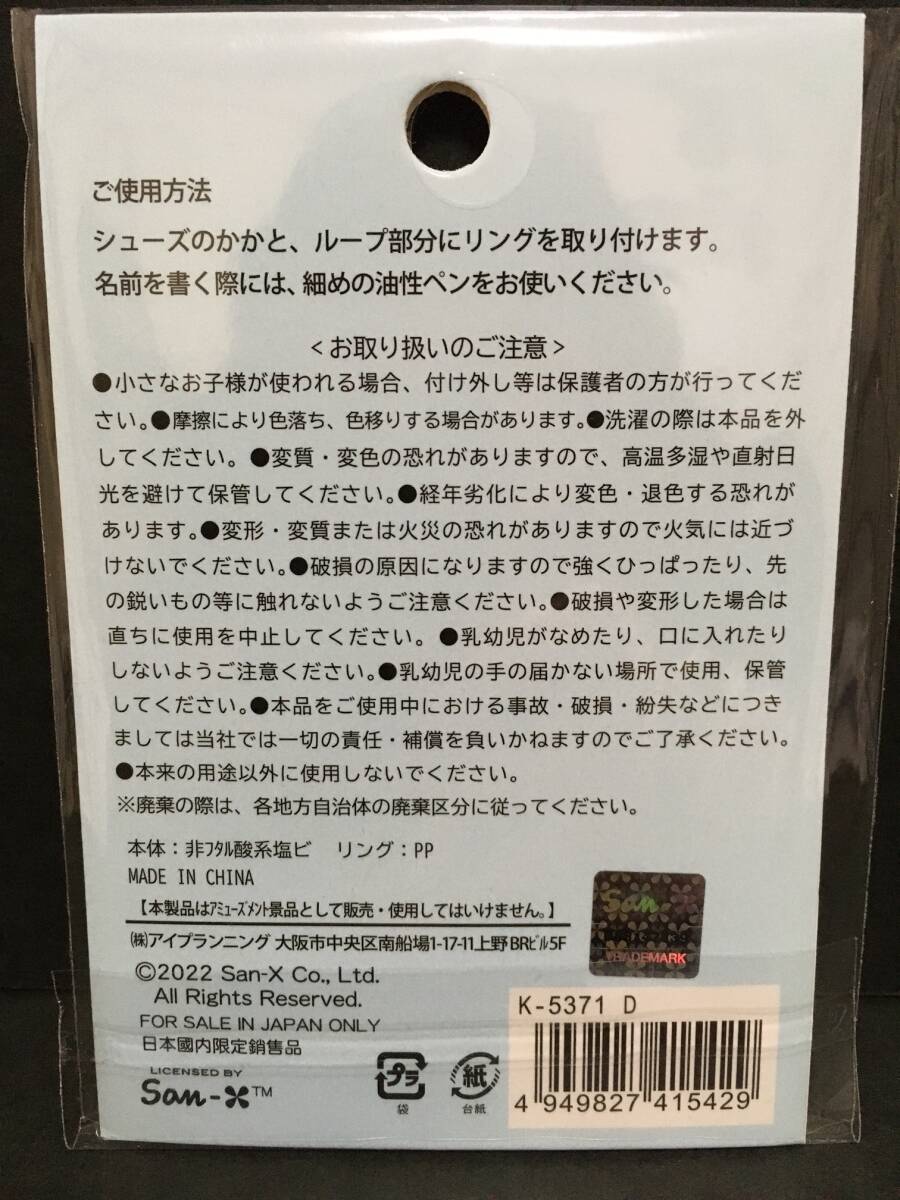 ご使用方法
シューズのかかと、ループ部分にリングを取り付けます。
名前を書く際には、細めの油性ペンをお使いください。
<お取り扱いのご注意>
●小さなお子様が使われる場合、付け外し等は保護者の方が行ってくだ
さい。●摩擦により色落ち、色移りする場合があります。●洗濯の際は本品を外
してください。●変質・変色の恐れがありますので、高温多湿や直射日
光を避けて保管してください。●経年劣化により変色・退色する恐れが
あります。●変形・変質または火災の恐れがありますので火気には近づ
けないでください。●破損の原因になりますので強くひっぱったり、先
の鋭いもの等に触れないようご注意ください。●破損や変形した場合は
直ちに使用を中止してください。●乳幼児がなめたり、口に入れたり
しないようご注意ください。●乳幼児の手の届かない場所で使用、保管
してください。●本品をご使用中における事故・破損・紛失などにつき
ましては当社では一切の責任・補償を負いかねますのでご了承ください。
●本来の用途以外に使用しないでください。
※廃棄の際は、各地方自治体の廃棄区分に従ってください。
本体：非ﾌﾀﾙ酸系塩ビ　リング：PP
MADE IN CHINA
【本製品はｱﾐｭｰｽﾞﾒﾝﾄ景品として販売・使用してはいけません。】
㈱アイプランニング 大阪市中央区南船場1-17-11上野BRﾋﾞﾙ5F
©2022 San-X Co., Ltd.
All Rights Reserved.
FOR SALE IN JAPAN ONLY
日本國内限定銷售品
LICENSED BY
San-X™
プラ
袋
紙
台紙
San-X
TRADEMARK
K-5371 D
4 949827 415429